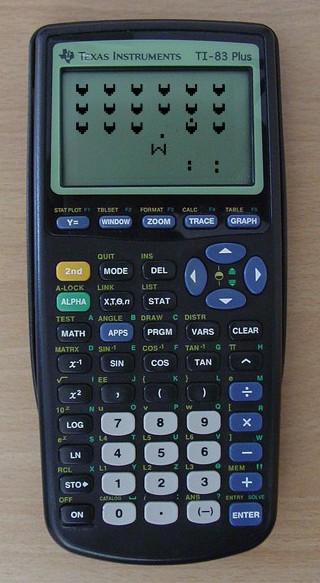 TEXAS INSTRUMENTS TI-83 Plus
STAT PLOT F1 TBLSET F2 FORMAT F3 CALC F4 TABLE F5
Y= WINDOW ZOOM TRACE GRAPH
QUIT INS
2nd MODE DEL
A-LOCK LINK LIST
ALPHA X,T,Θ,n STAT
TEST A ANGLE B DRAW C DISTR
MATH APPS PRGM VARS CLEAR
MATRX D SIN⁻¹ E COS⁻¹ F TAN⁻¹ G π H
x⁻¹ SIN COS TAN ^
√ I EE J { K } L e M
x² , ( ) ÷
10ˣ N u O v P w Q [ R
LOG 7 8 9 ×
eˣ S L4 T L5 U L6 V ] W
LN 4 5 6 −
RCL X L1 Y L2 Z L3 θ MEM "
STO▸ 1 2 3 +
OFF CATALOG i : ANS ? ENTRY SOLVE
ON 0 . (−) ENTER